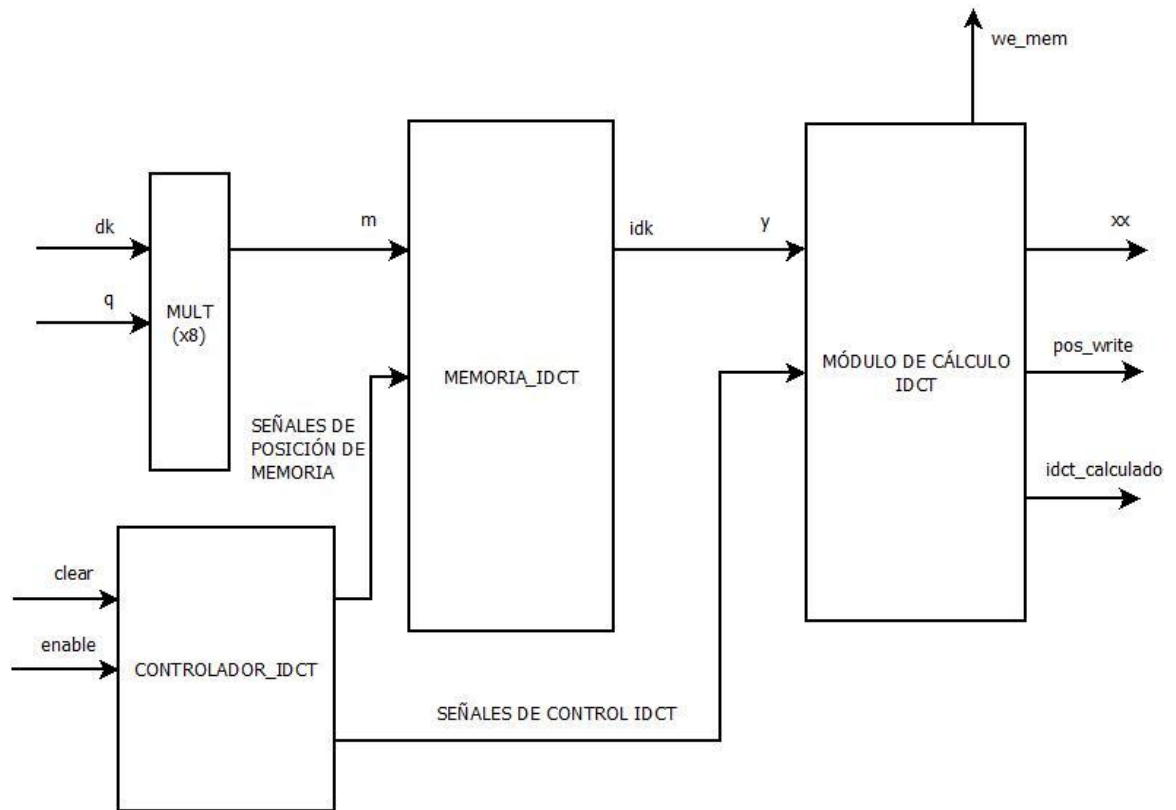 we_mem
dk
m
idk
y
xx
q
MULT
(x8)
pos_write
MÓDULO DE CÁLCULO
IDCT
MEMORIA_IDCT
SEÑALES DE
POSICIÓN DE
MEMORIA
idct_calculado
clear
enable
CONTROLADOR_IDCT
SEÑALES DE CONTROL IDCT